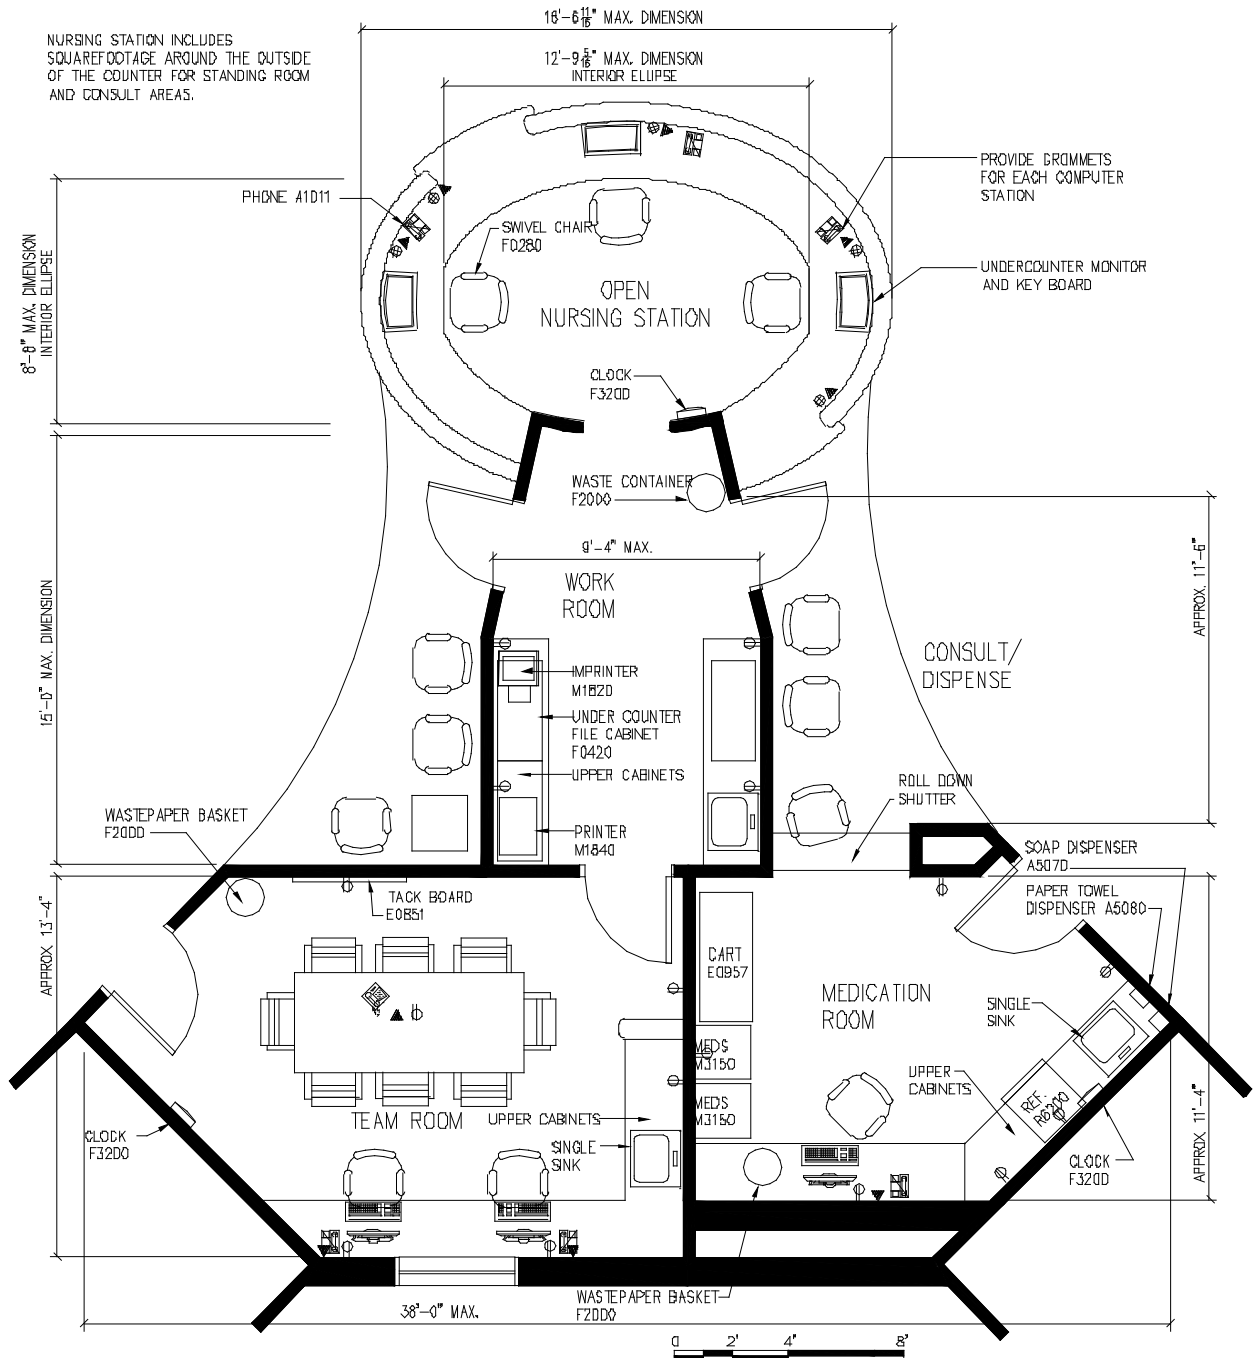 18'-6 11/16" MAX. DIMENSION
NURSING STATION INCLUDES
SQUAREFOOTAGE AROUND THE OUTSIDE
OF THE COUNTER FOR STANDING ROOM
AND CONSULT AREAS.
12'-9 5/16" MAX. DIMENSION
INTERIOR ELLIPSE
PROVIDE GROMMETS
FOR EACH COMPUTER
STATION
PHONE A1011
SWIVEL CHAIR
F0280
UNDERCOUNTER MONITOR
AND KEY BOARD
OPEN
NURSING STATION
8'-8" MAX. DIMENSION
INTERIOR ELLIPSE
CLOCK
F3200
WASTE CONTAINER
F2000
9'-4" MAX.
WORK
ROOM
APPROX. 11'-6"
15'-0" MAX. DIMENSION
CONSULT/
DISPENSE
IMPRINTER
M1820
UNDER COUNTER
FILE CABINET
F0420
UPPER CABINETS
ROLL DOWN
SHUTTER
WASTEPAPER BASKET
F2000
PRINTER
M1840
SOAP DISPENSER
A5070
PAPER TOWEL
DISPENSER A5080
TACK BOARD
E0851
APPROX 13'-4"
CART
E0957
MEDICATION
ROOM
SINGLE
SINK
MEDS
M3150
MEDS
M3150
UPPER
CABINETS
REF.
R6200
TEAM ROOM
UPPER CABINETS
SINGLE
SINK
CLOCK
F3200
CLOCK
F3200
APPROX 11'-4"
WASTEPAPER BASKET
F2000
38'-0" MAX.
0 2' 4' 8'